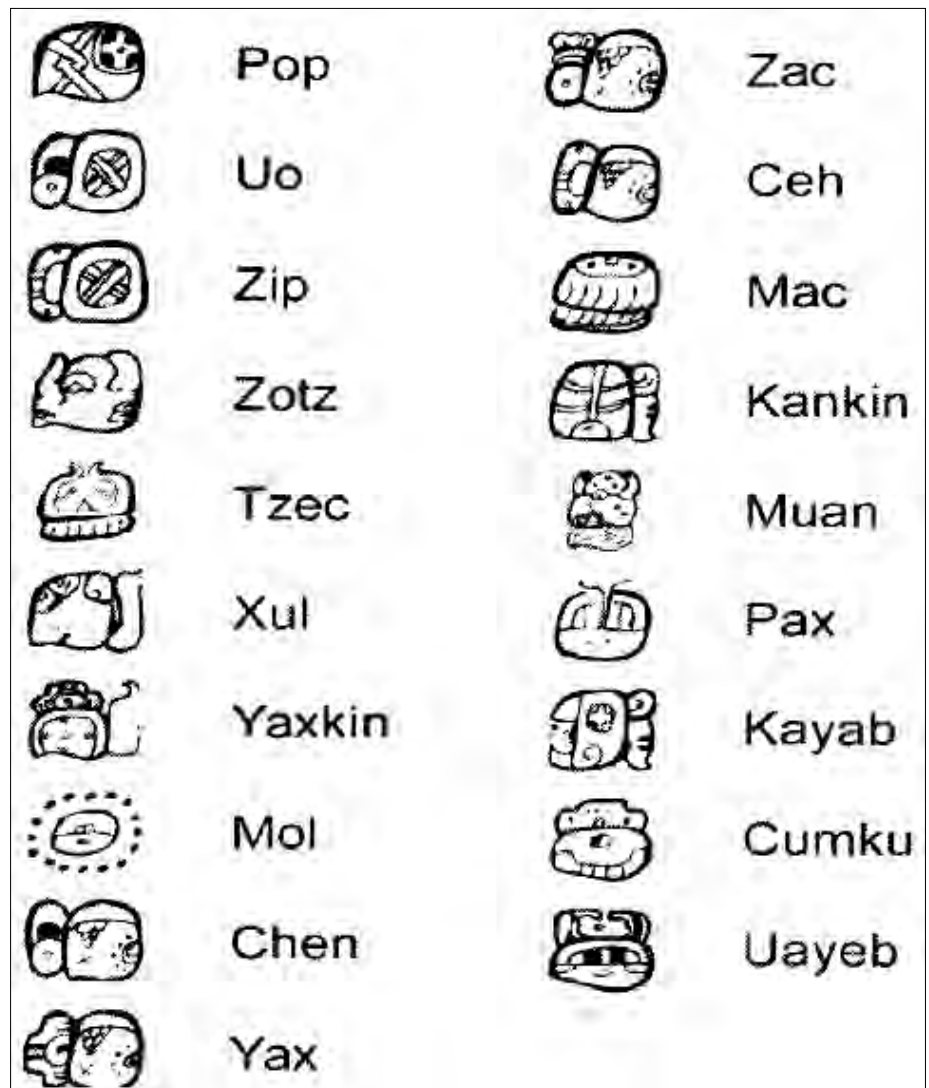 Pop
Uo
Zip
Zotz
Tzec
Xul
Yaxkin
Mol
Chen
Yax
Zac
Ceh
Mac
Kankin
Muan
Pax
Kayab
Cumku
Uayeb